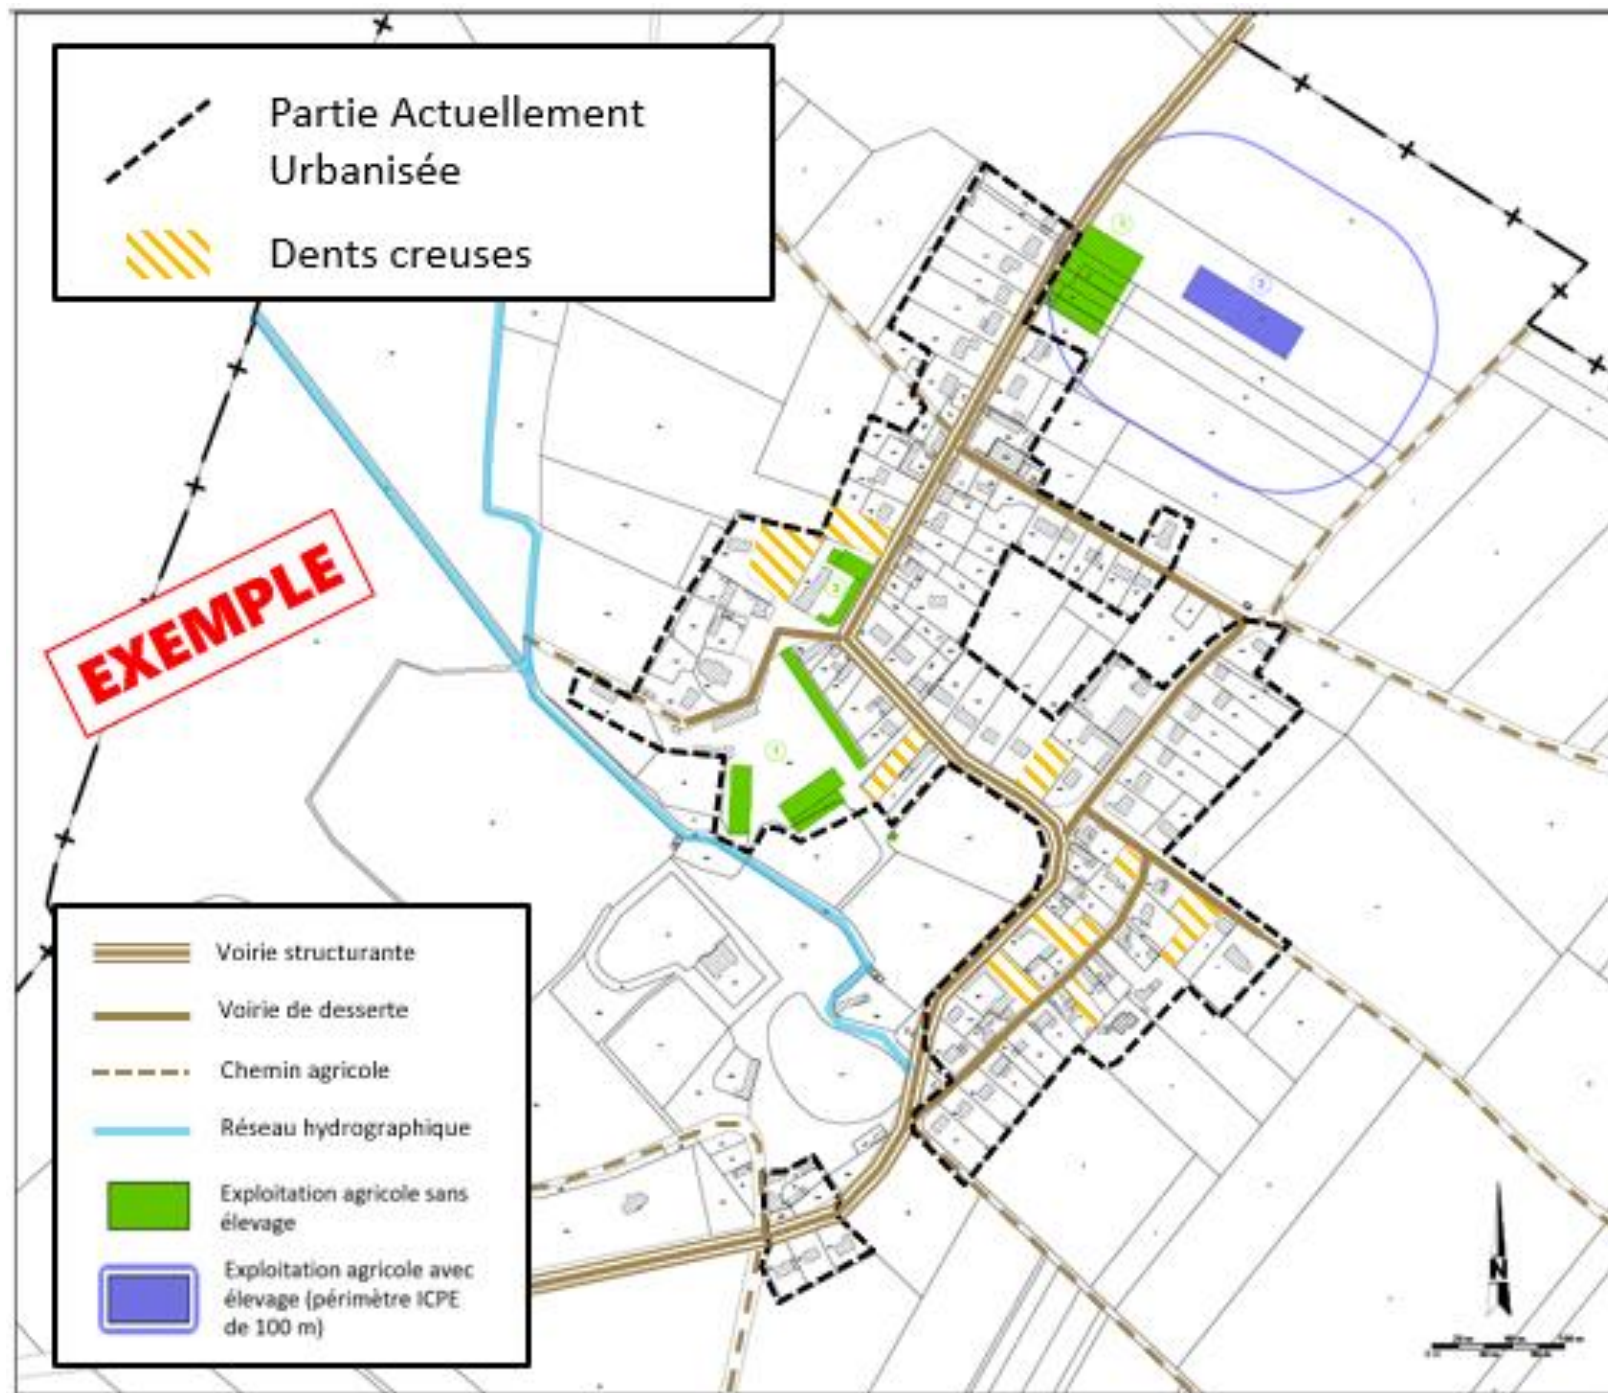 Partie Actuellement
Urbanisée
Dents creuses
EXEMPLE
Voirie structurante
Voirie de desserte
Chemin agricole
Réseau hydrographique
Exploitation agricole sans
élevage
Exploitation agricole avec
élevage (périmètre ICPE
de 100 m)
N